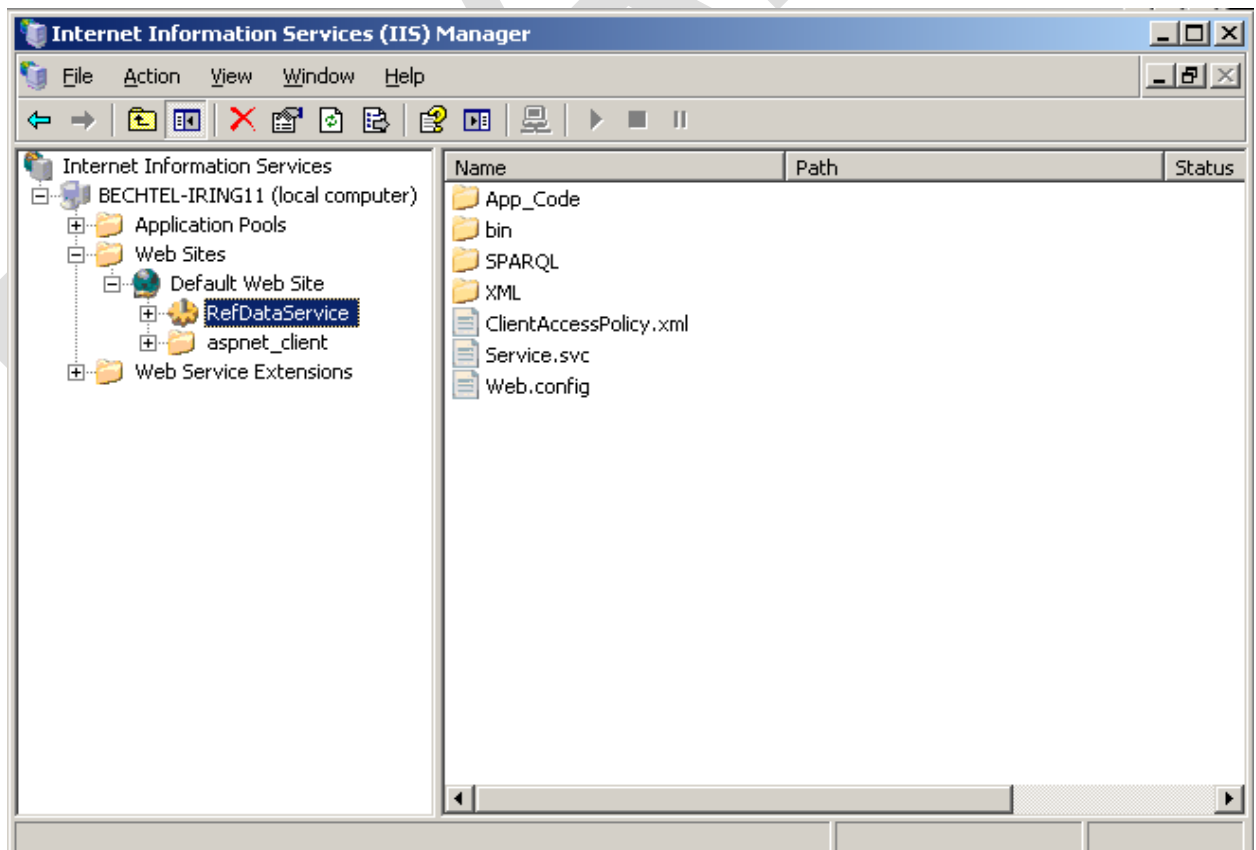 Internet Information Services (IIS) Manager
File Action View Window Help
Internet Information Services
BECHTEL-IRING11 (local computer)
Application Pools
Web Sites
Default Web Site
RefDataService
aspnet_client
Web Service Extensions
Name Path Status
App_Code
bin
SPARQL
XML
ClientAccessPolicy.xml
Service.svc
Web.config